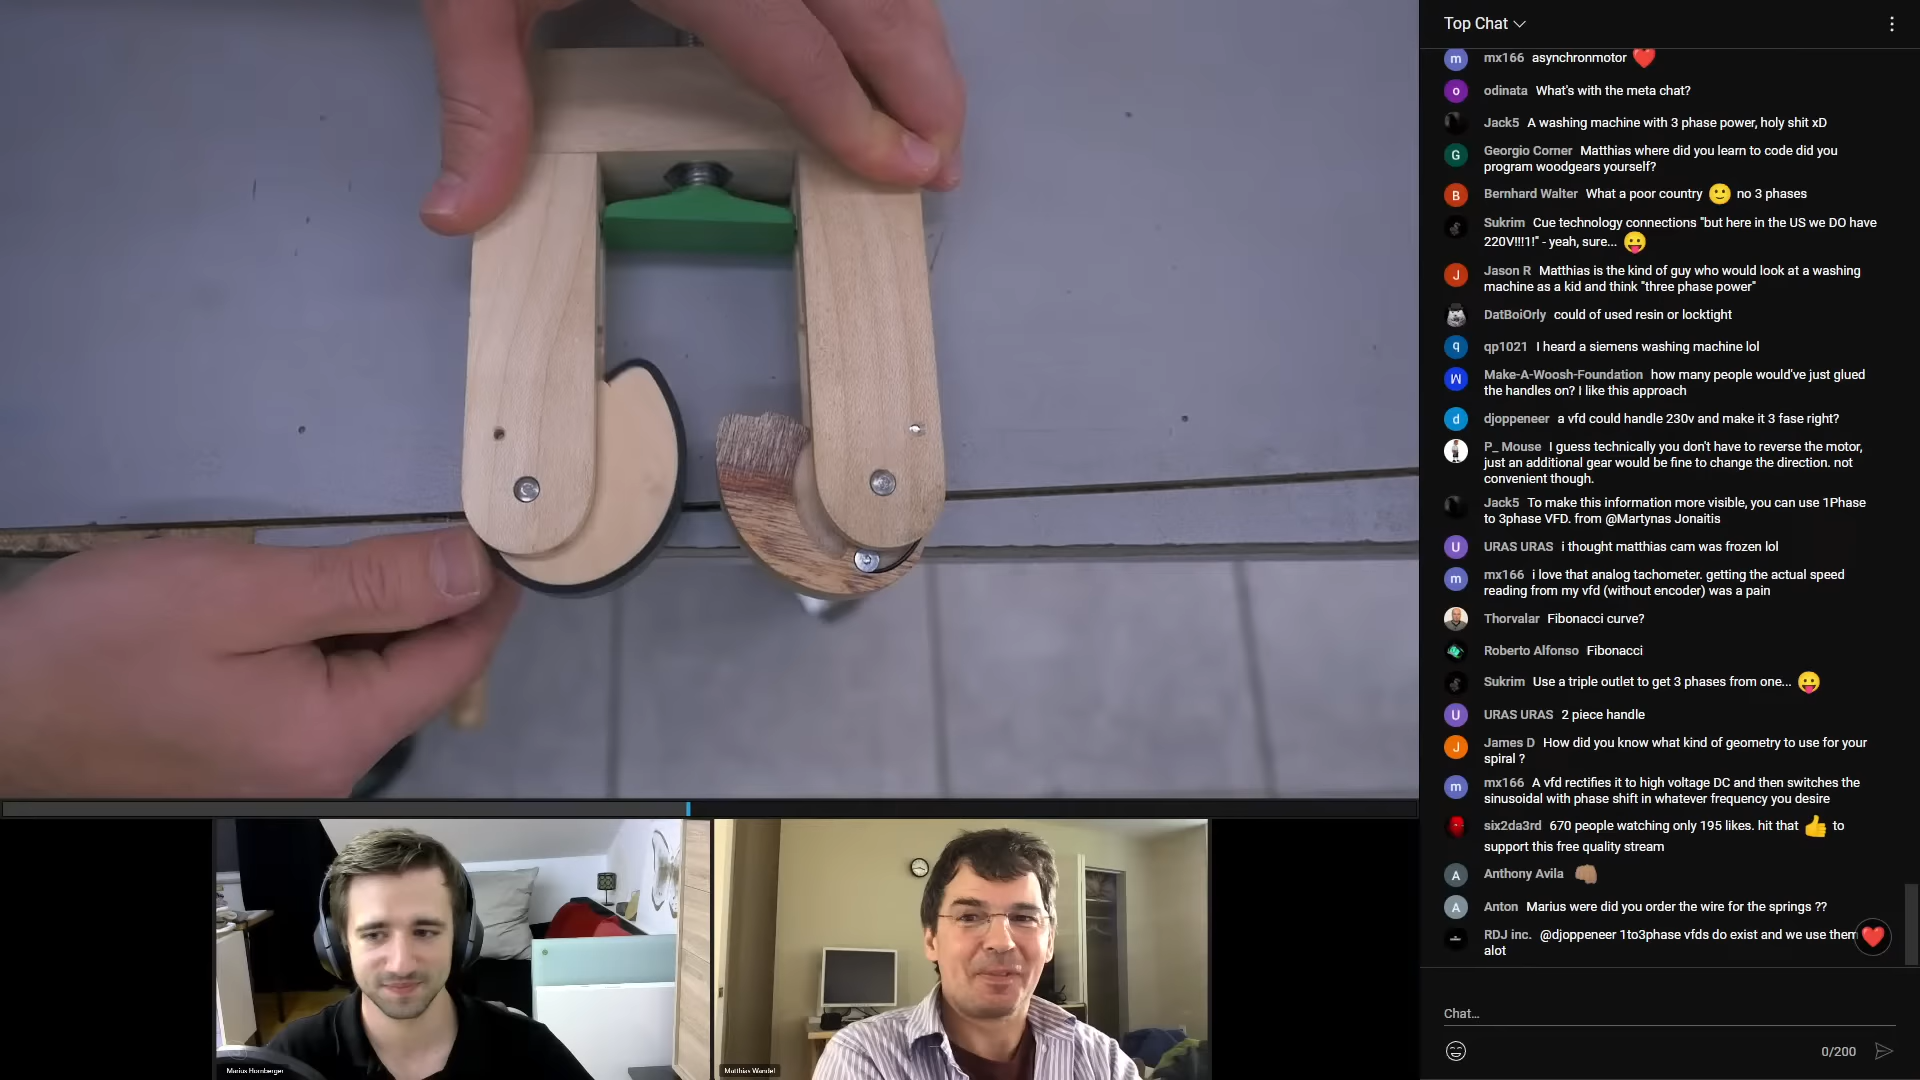 Top Chat
mx166 asynchronmotor ❤️
odinata What's with the meta chat?
Jack5 A washing machine with 3 phase power, holy shit xD
Georgio Corner Matthias where did you learn to code did you
program woodgears yourself?
Bernhard Walter What a poor country 🙂 no 3 phases
Sukrim Cue technology connections "but here in the US we DO have
220V!!!1!" - yeah, sure... 😛
Jason R Matthias is the kind of guy who would look at a washing
machine as a kid and think "three phase power"
DatBoiOrly could of used resin or locktight
qp1021 I heard a siemens washing machine lol
Make-A-Woosh-Foundation how many people would've just glued
the handles on? I like this approach
djoppeneer a vfd could handle 230v and make it 3 fase right?
P_ Mouse I guess technically you don't have to reverse the motor,
just an additional gear would be fine to change the direction. not
convenient though.
Jack5 To make this information more visible, you can use 1Phase
to 3phase VFD. from @Martynas Jonaitis
URAS URAS i thought matthias cam was frozen lol
mx166 i love that analog tachometer. getting the actual speed
reading from my vfd (without encoder) was a pain
Thorvalar Fibonacci curve?
Roberto Alfonso Fibonacci
Sukrim Use a triple outlet to get 3 phases from one... 😛
URAS URAS 2 piece handle
James D How did you know what kind of geometry to use for your
spiral ?
mx166 A vfd rectifies it to high voltage DC and then switches the
sinusoidal with phase shift in whatever frequency you desire
six2da3rd 670 people watching only 195 likes. hit that 👍 to
support this free quality stream
Anthony Avila 👊🏽
Anton Marius were did you order the wire for the springs ??
RDJ inc. @djoppeneer 1to3phase vfds do exist and we use them
alot
Chat...
0/200
Marius Hornberger
Matthias Wandel